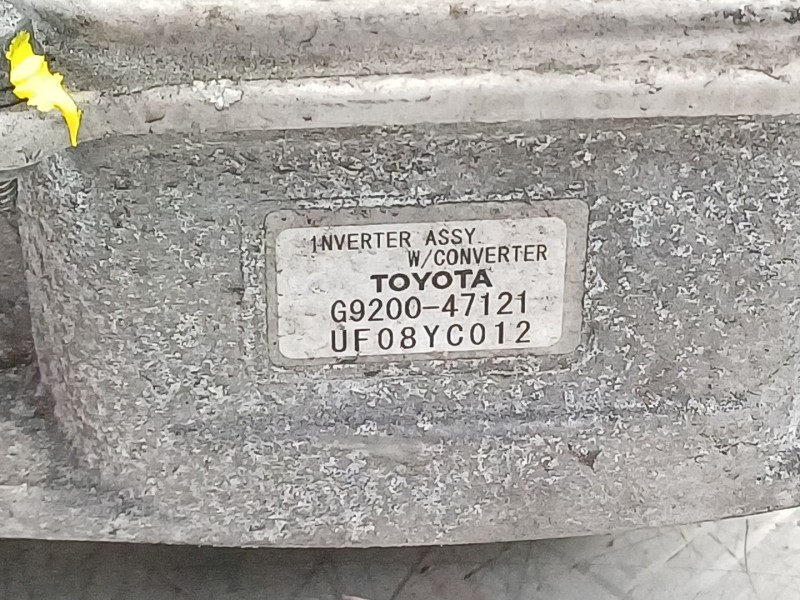 INVERTER ASSY
W/CONVERTER
TOYOTA
G9200-47121
UF08YC012